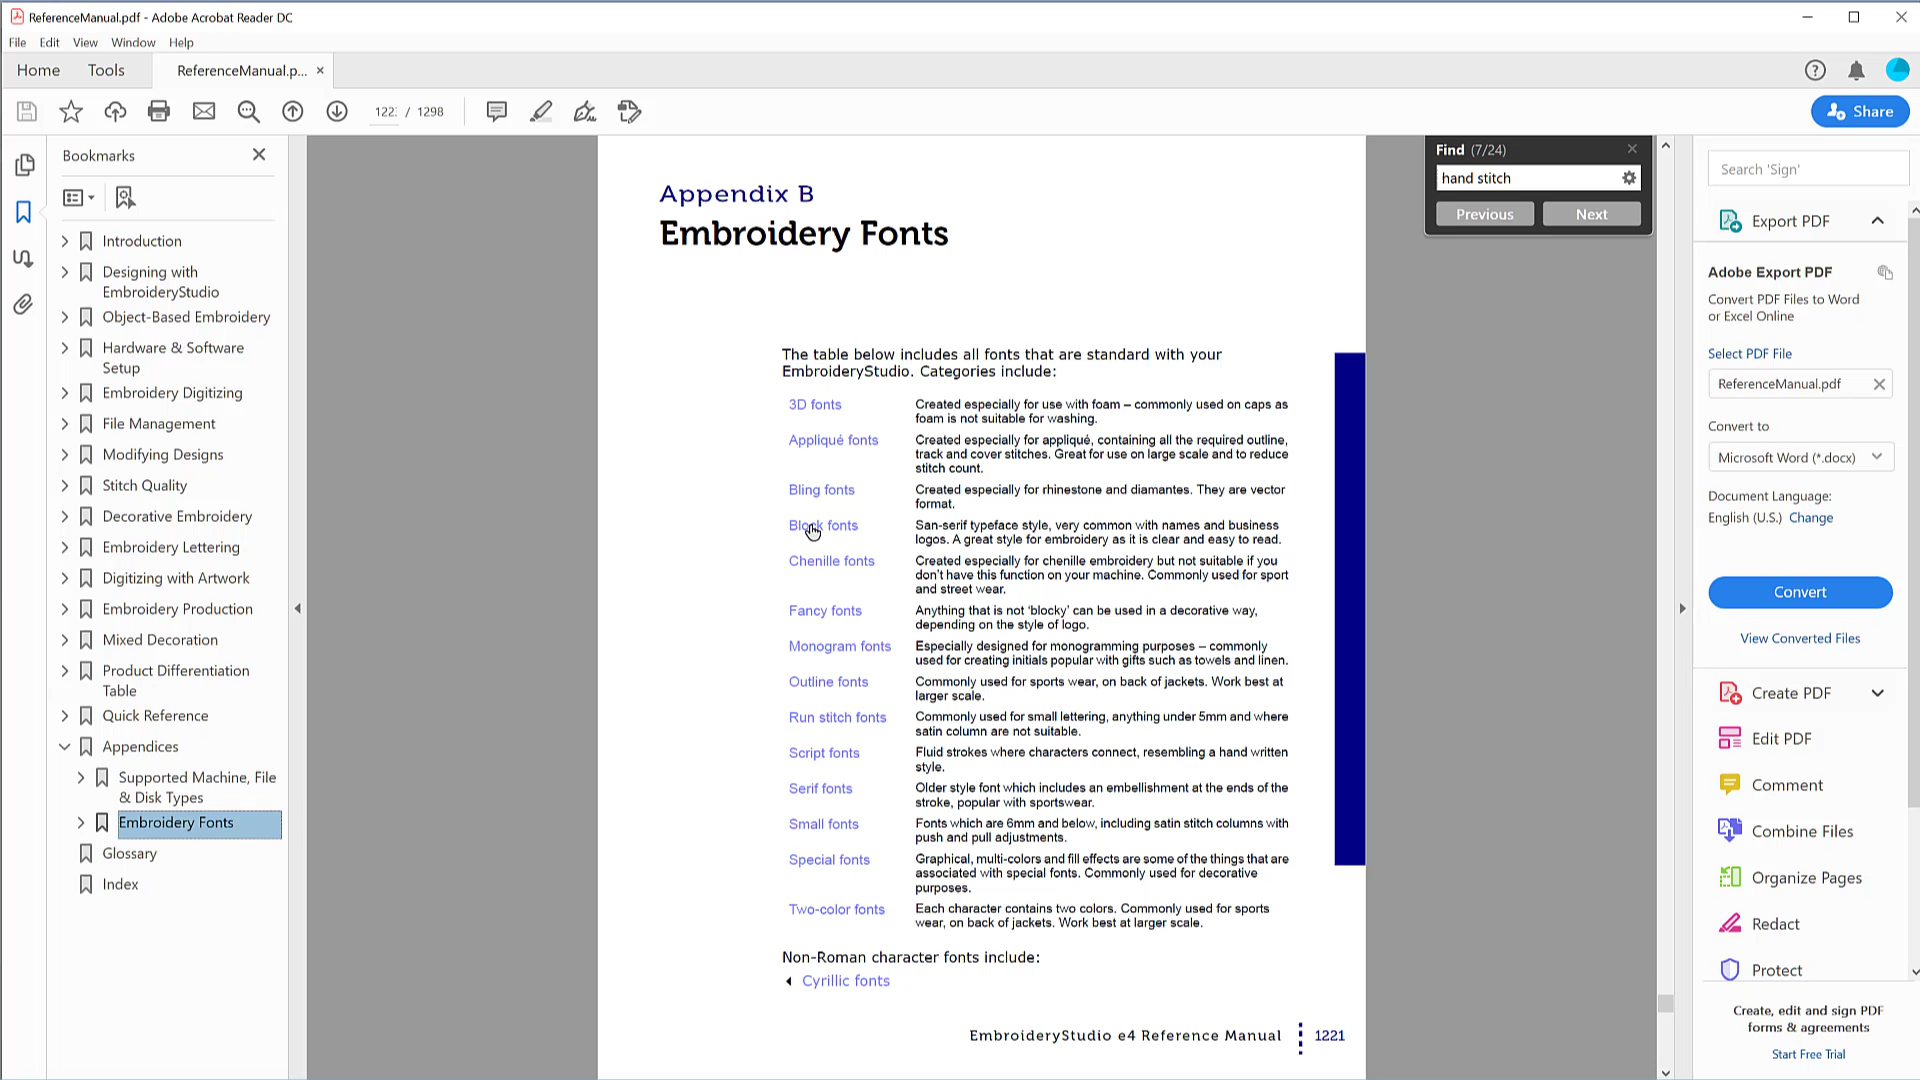 ReferenceManual.pdf - Adobe Acrobat Reader DC
File Edit View Window Help
Home Tools ReferenceManual.p...
122 / 1298
Share
Bookmarks
Introduction
Designing with
EmbroideryStudio
Object-Based Embroidery
Hardware & Software
Setup
Embroidery Digitizing
File Management
Modifying Designs
Stitch Quality
Decorative Embroidery
Embroidery Lettering
Digitizing with Artwork
Embroidery Production
Mixed Decoration
Product Differentiation
Table
Quick Reference
Appendices
Supported Machine, File
& Disk Types
Embroidery Fonts
Glossary
Index
Appendix B
Embroidery Fonts
The table below includes all fonts that are standard with your
EmbroideryStudio. Categories include:
3D fonts Created especially for use with foam – commonly used on caps as
foam is not suitable for washing.
Appliqué fonts Created especially for appliqué, containing all the required outline,
track and cover stitches. Great for use on large scale and to reduce
stitch count.
Bling fonts Created especially for rhinestone and diamantes. They are vector
format.
Block fonts San-serif typeface style, very common with names and business
logos. A great style for embroidery as it is clear and easy to read.
Chenille fonts Created especially for chenille embroidery but not suitable if you
don't have this function on your machine. Commonly used for sport
and street wear.
Fancy fonts Anything that is not 'blocky' can be used in a decorative way,
depending on the style of logo.
Monogram fonts Especially designed for monogramming purposes – commonly
used for creating initials popular with gifts such as towels and linen.
Outline fonts Commonly used for sports wear, on back of jackets. Work best at
larger scale.
Run stitch fonts Commonly used for small lettering, anything under 5mm and where
satin column are not suitable.
Script fonts Fluid strokes where characters connect, resembling a hand written
style.
Serif fonts Older style font which includes an embellishment at the ends of the
stroke, popular with sportswear.
Small fonts Fonts which are 6mm and below, including satin stitch columns with
push and pull adjustments.
Special fonts Graphical, multi-colors and fill effects are some of the things that are
associated with special fonts. Commonly used for decorative
purposes.
Two-color fonts Each character contains two colors. Commonly used for sports
wear, on back of jackets. Work best at larger scale.
Non-Roman character fonts include:
Cyrillic fonts
EmbroideryStudio e4 Reference Manual 1221
Find (7/24)
hand stitch
Previous Next
Search 'Sign'
Export PDF
Adobe Export PDF
Convert PDF Files to Word
or Excel Online
Select PDF File
ReferenceManual.pdf
Convert to
Microsoft Word (*.docx)
Document Language:
English (U.S.) Change
Convert
View Converted Files
Create PDF
Edit PDF
Comment
Combine Files
Organize Pages
Redact
Protect
Create, edit and sign PDF
forms & agreements
Start Free Trial